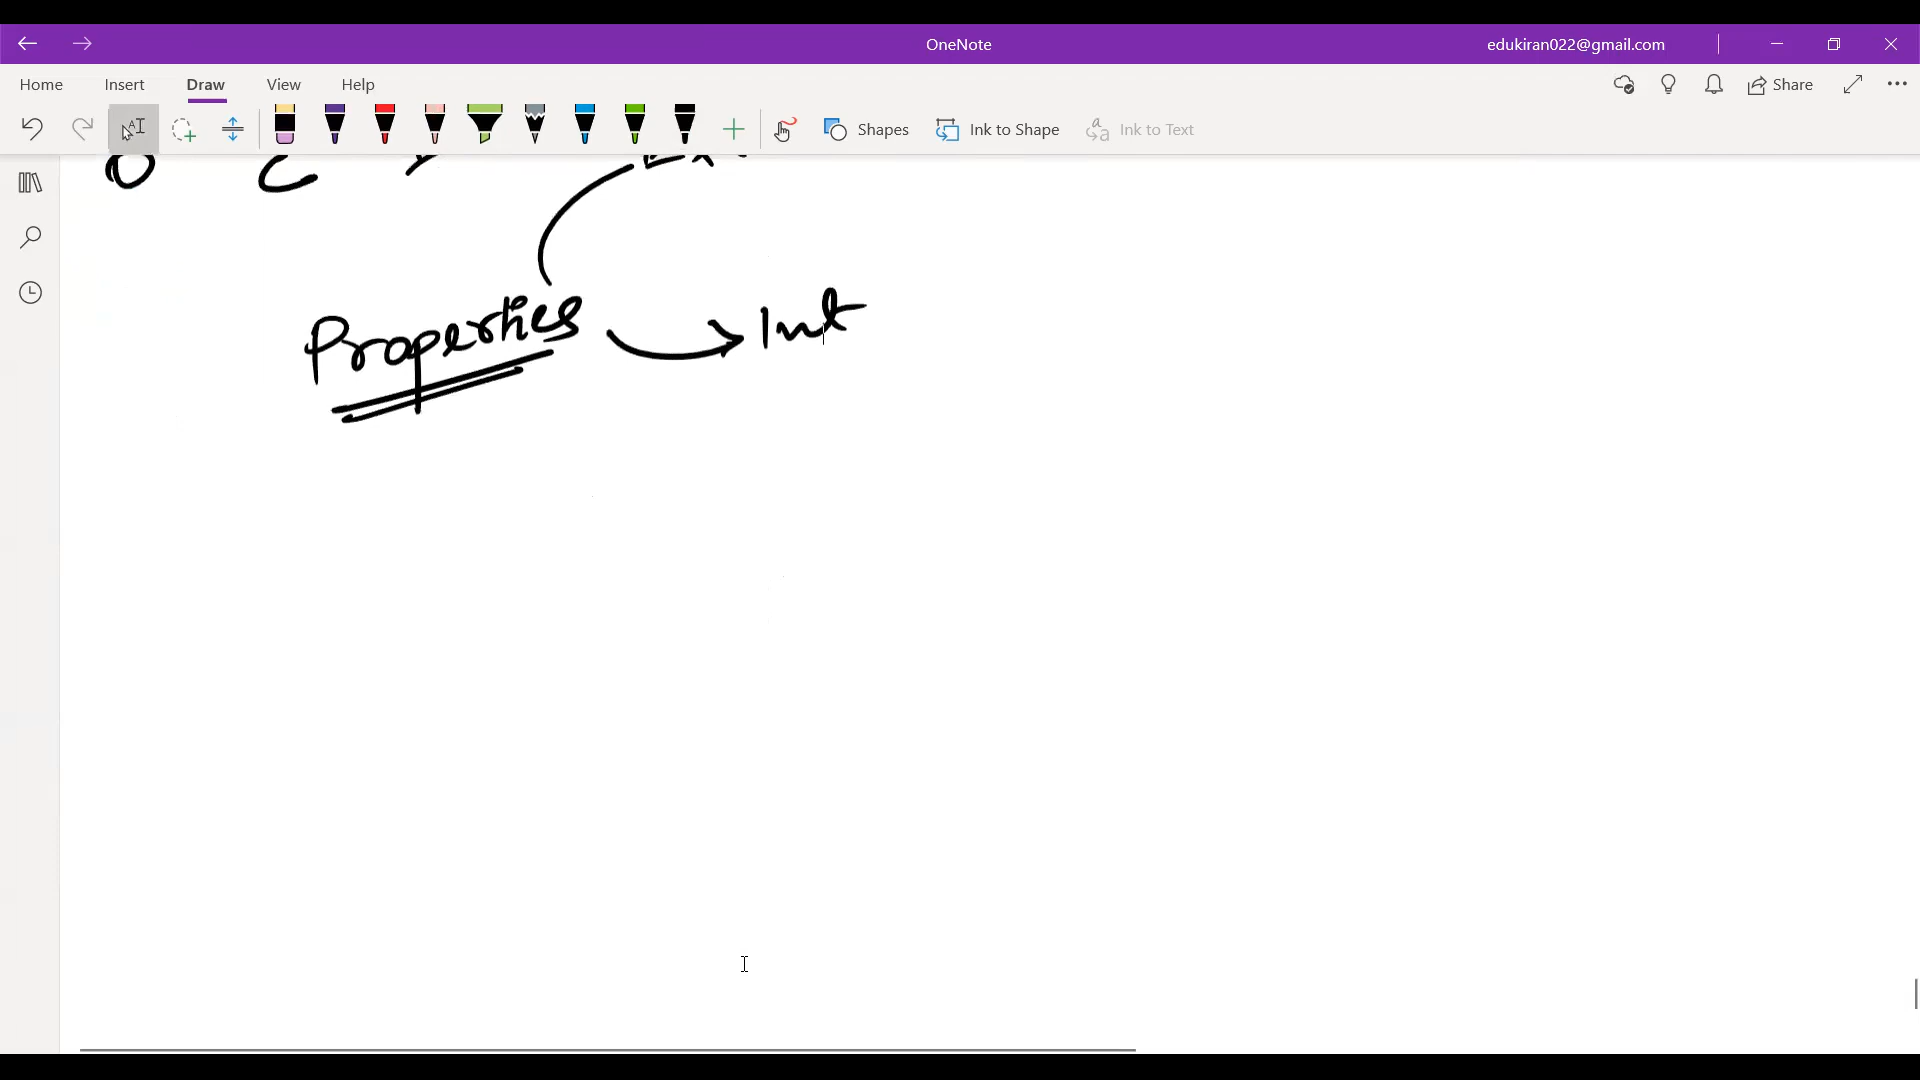 OneNote
edukiran022@gmail.com
Home Insert Draw View Help
Share
Shapes
Ink to Shape
Ink to Text
Properties
Int